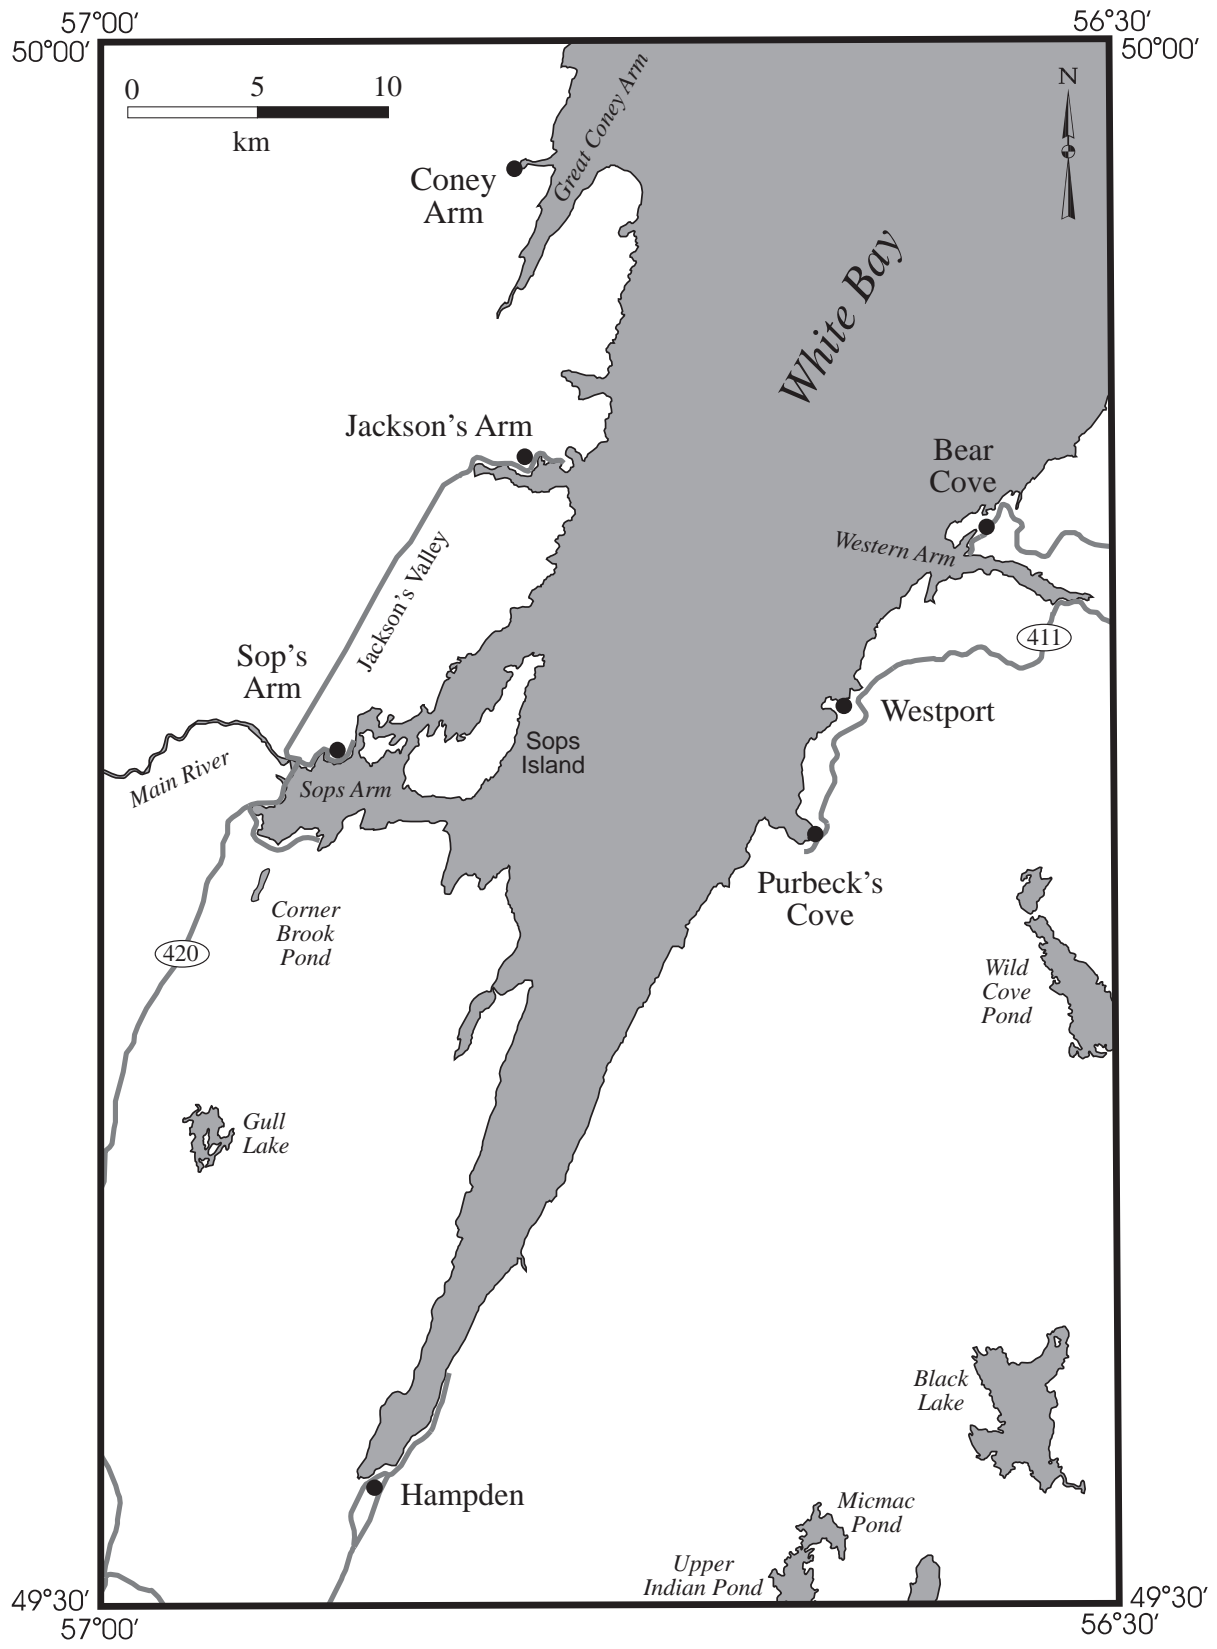 57°00′
56°30′
50°00′
50°00′
0 5 10
km
N
Great Coney Arm
Coney
Arm
White Bay
Jackson’s Arm
Bear
Cove
Western Arm
Jackson’s Valley
411
Sop’s
Arm
Westport
Sops
Island
Main River
Sops Arm
Purbeck’s
Cove
Corner
Brook
Pond
420
Wild
Cove
Pond
Gull
Lake
Black
Lake
Hampden
Micmac
Pond
Upper
Indian Pond
49°30′
49°30′
57°00′
56°30′